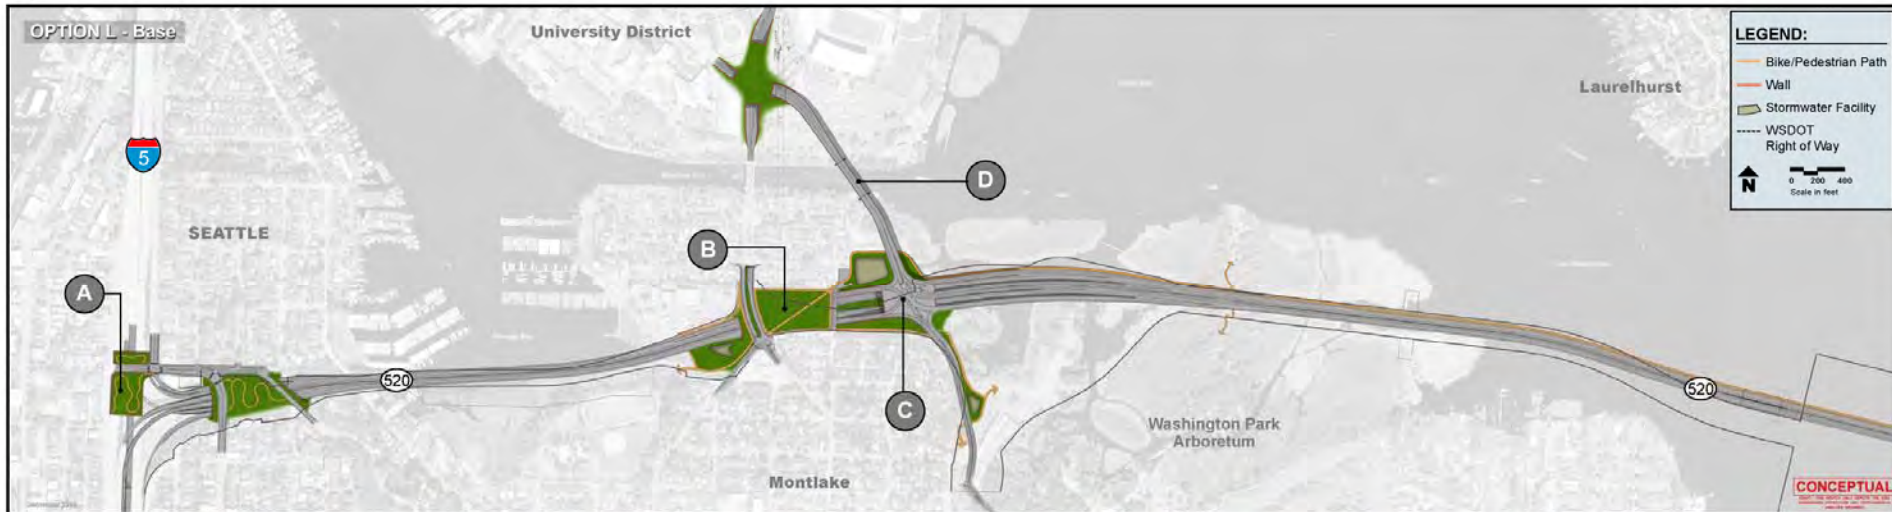 OPTION L - Base
University District
LEGEND:
Bike/Pedestrian Path
Wall
Stormwater Facility
WSDOT
Right of Way
N
0 200 400
Scale in feet
Laurelhurst
5
D
SEATTLE
B
A
C
520
520
Washington Park
Arboretum
Montlake
CONCEPTUAL